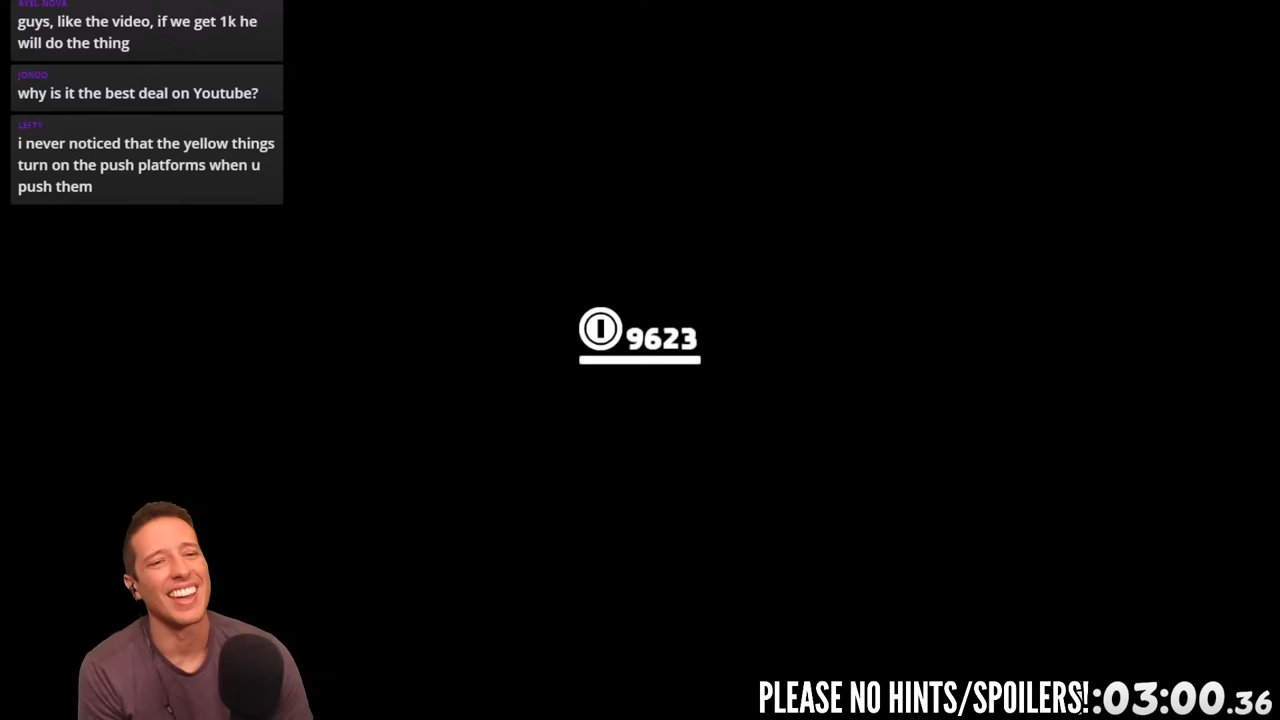 guys, like the video, if we get 1k he
will do the thing
JONDO
why is it the best deal on Youtube?
LEFTY
i never noticed that the yellow things
turn on the push platforms when u
push them
9623
PLEASE NO HINTS/SPOILERS!:03:00.36